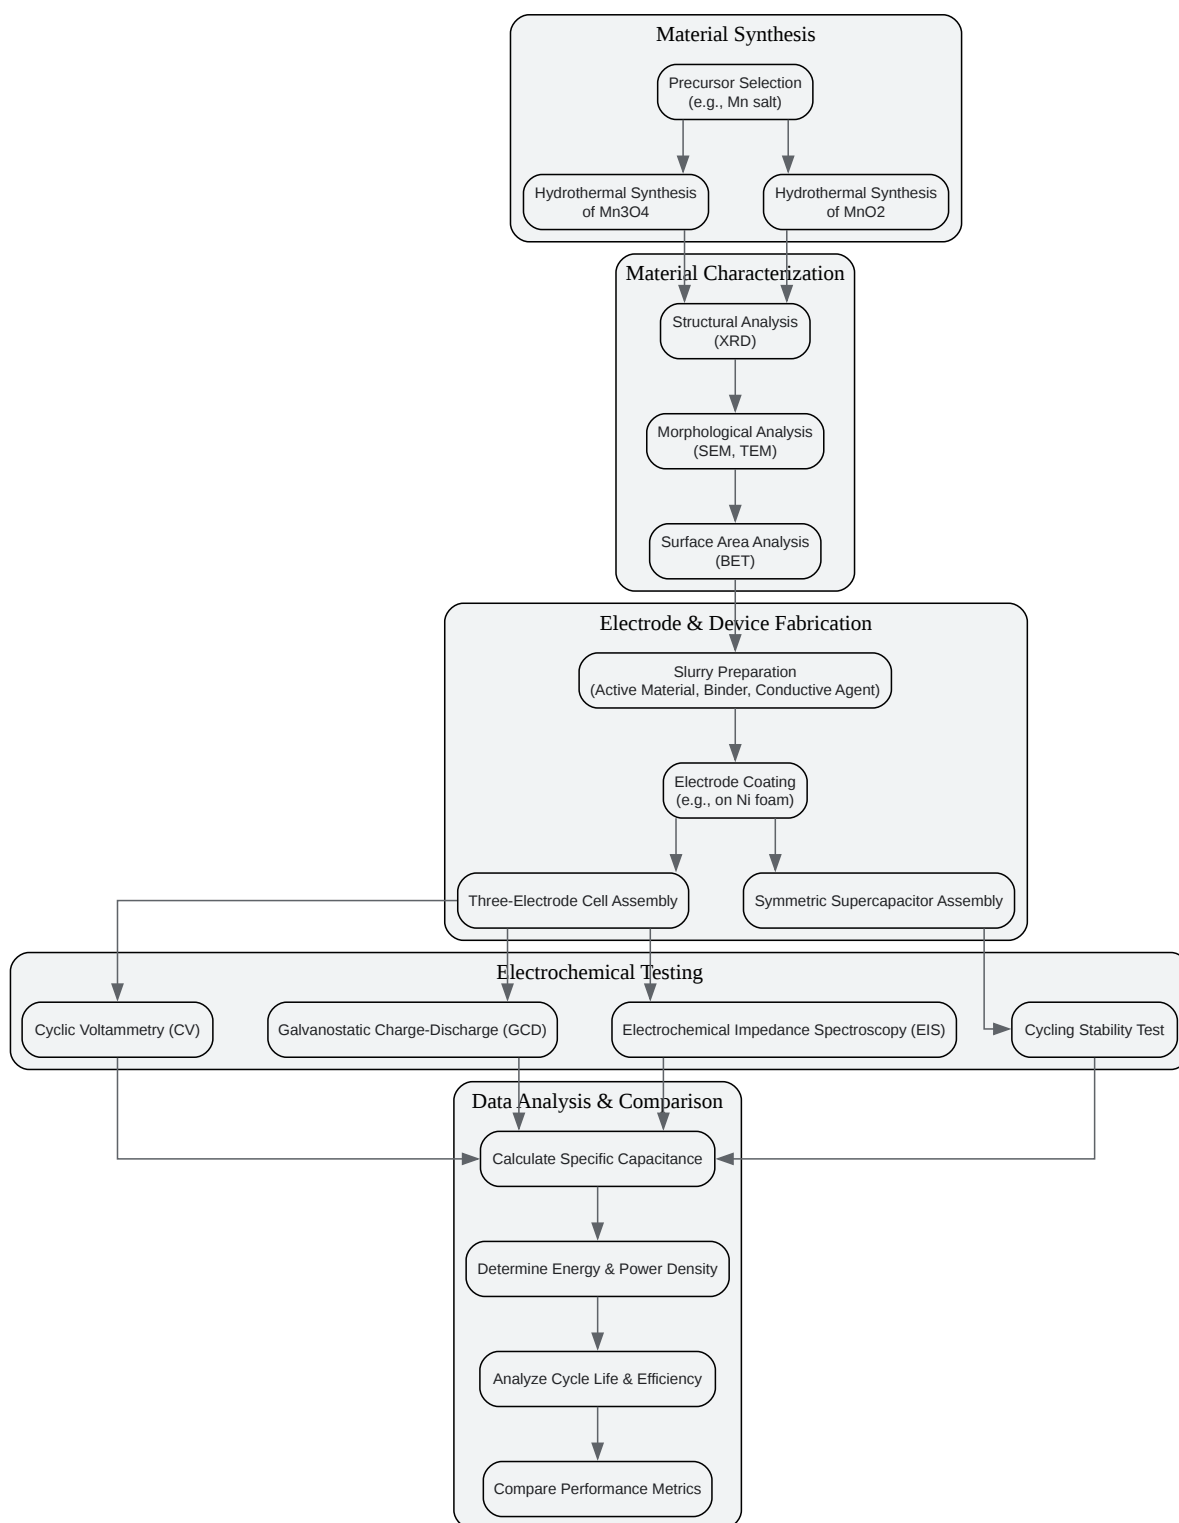 Material Synthesis
Precursor Selection
(e.g., Mn salt)
Hydrothermal Synthesis
of Mn3O4
Hydrothermal Synthesis
of MnO2
Material Characterization
Structural Analysis
(XRD)
Morphological Analysis
(SEM, TEM)
Surface Area Analysis
(BET)
Electrode & Device Fabrication
Slurry Preparation
(Active Material, Binder, Conductive Agent)
Electrode Coating
(e.g., on Ni foam)
Three-Electrode Cell Assembly
Symmetric Supercapacitor Assembly
Electrochemical Testing
Cyclic Voltammetry (CV)
Galvanostatic Charge-Discharge (GCD)
Electrochemical Impedance Spectroscopy (EIS)
Cycling Stability Test
Data Analysis & Comparison
Calculate Specific Capacitance
Determine Energy & Power Density
Analyze Cycle Life & Efficiency
Compare Performance Metrics